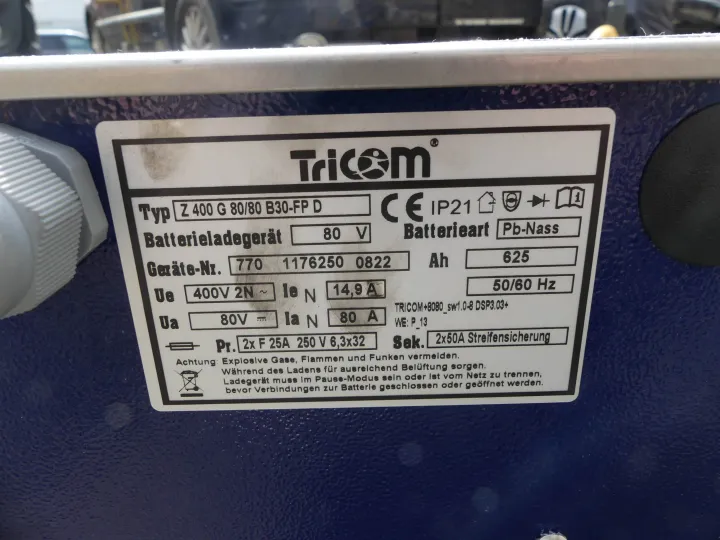 TriCOM®
Typ Z 400 G 80/80 B30-FP D CE IP21
Batterieladegerät 80 V Batterieart Pb-Nass
Geräte-Nr. 770 1176250 0822 Ah 625
Ue 400V 2N ~ Ie N 14,9 A 50/60 Hz
TRICOM+8080_sw1.0-8 DSP3.03+
Ua 80V Ia N 80 A WE: P_13
Pr. 2x F 25A 250 V 6,3x32 Sek. 2x50A Streifensicherung
Achtung: Explosive Gase, Flammen und Funken vermeiden.
Während des Ladens für ausreichend Belüftung sorgen.
Ladegerät muss im Pause-Modus sein oder ist vom Netz zu trennen,
bevor Verbindungen zur Batterie geschlossen oder geöffnet werden.